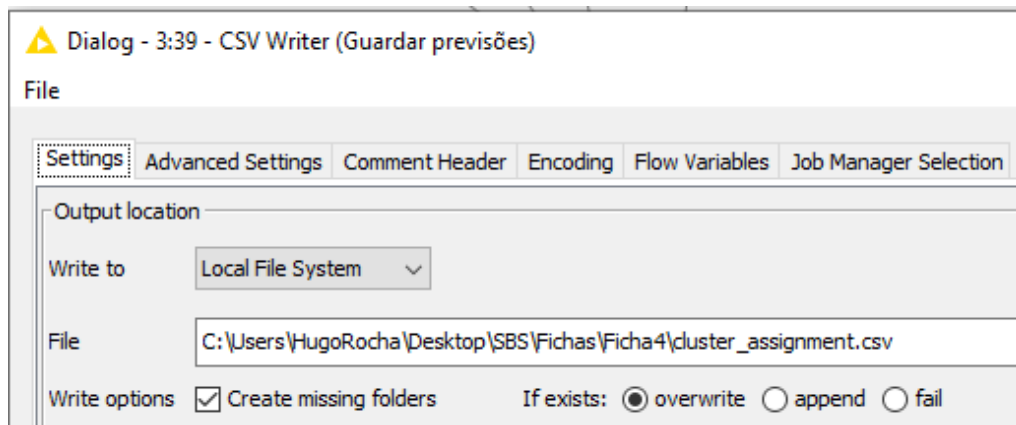 Dialog - 3:39 - CSV Writer (Guardar previsões)
File
Settings Advanced Settings Comment Header Encoding Flow Variables Job Manager Selection
Output location
Write to Local File System
File C:\Users\HugoRocha\Desktop\SBS\Fichas\Ficha4\cluster_assignment.csv
Write options Create missing folders If exists: overwrite append fail